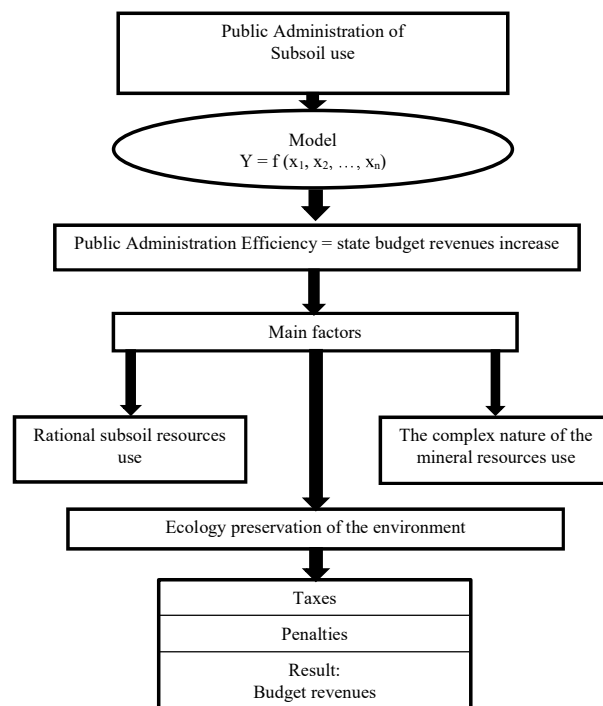 Public Administration of
Subsoil use
Model
Y = f (x₁, x₂, …, xₙ)
Public Administration Efficiency = state budget revenues increase
Main factors
Rational subsoil resources
use
The complex nature of the
mineral resources use
Ecology preservation of the environment
Taxes
Penalties
Result:
Budget revenues